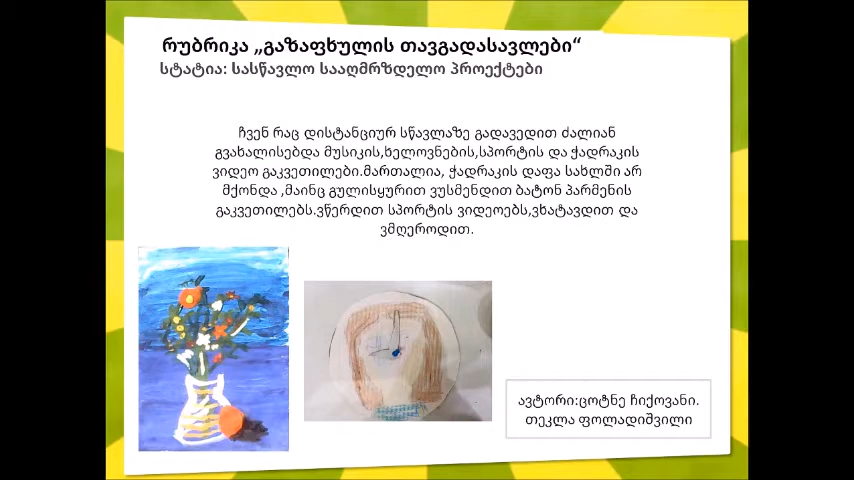 რუბრიკა „გაზაფხულის თავგადასავლები“
სტატია: სასწავლო სააღმრზდელო პროექტები
ჩვენ რაც დისტანციურ სწავლაზე გადავედით ძალიან
გვახალისებდა მუსიკის,ხელოვნების,სპორტის და ჭადრაკის
ვიდეო გაკვეთილები.მართალია, ჭადრაკის დაფა სახლში არ
მქონდა ,მაინც გულისყურით ვუსმენდით ბატონ პარმენის
გაკვეთილებს.ვწერდით სპორტის ვიდეოებს,ვხატავდით და
ვმღეროდით.
ავტორი:ცოტნე ჩიქოვანი.
თეკლა ფოლადიშვილი